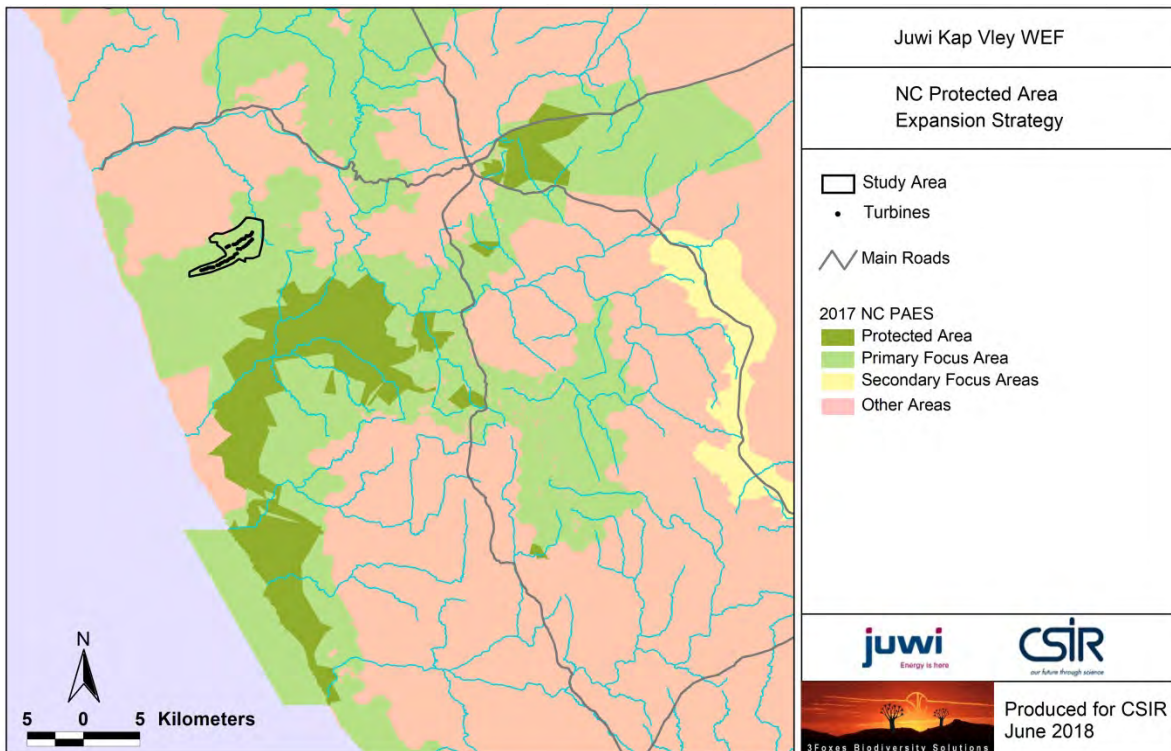 Juwi Kap Vley WEF
NC Protected Area
Expansion Strategy
Study Area
Turbines
Main Roads
2017 NC PAES
Protected Area
Primary Focus Area
Secondary Focus Areas
Other Areas
N
5 0 5 Kilometers
juwi
Energy is here
CSIR
our future through science
3Foxes Biodiversity Solutions
Produced for CSIR
June 2018